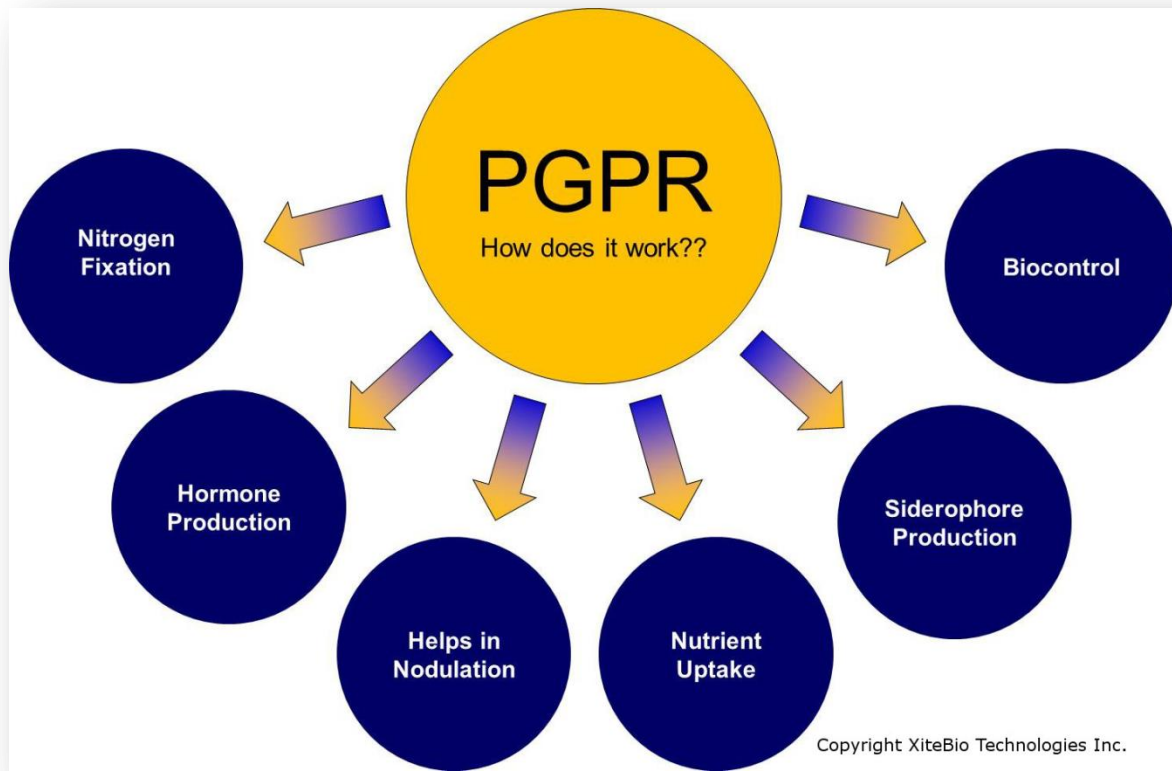 PGPR
How does it work??
Nitrogen
Fixation
Hormone
Production
Helps in
Nodulation
Nutrient
Uptake
Siderophore
Production
Biocontrol
Copyright XiteBio Technologies Inc.